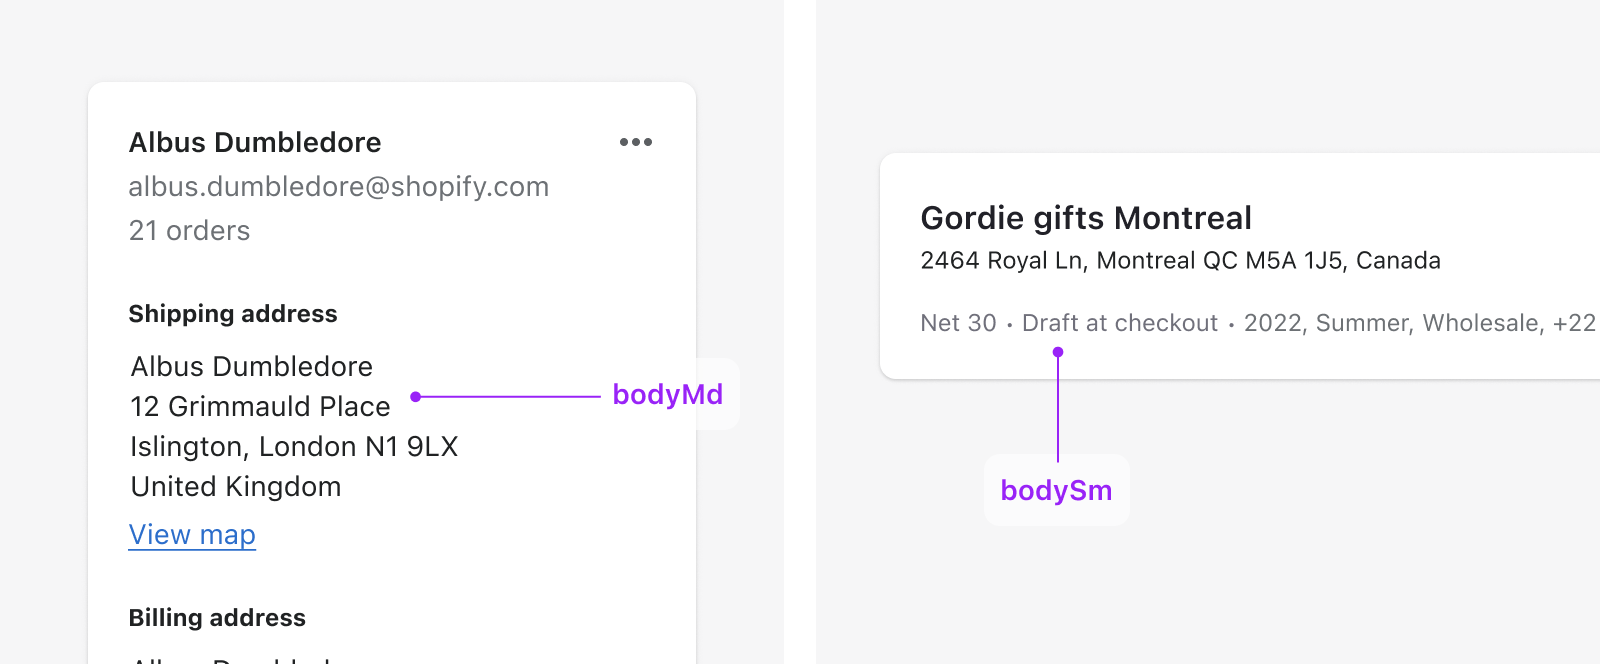 Albus Dumbledore
albus.dumbledore@shopify.com
21 orders
Shipping address
Albus Dumbledore
12 Grimmauld Place
Islington, London N1 9LX
United Kingdom
View map
Billing address
bodyMd
Gordie gifts Montreal
2464 Royal Ln, Montreal QC M5A 1J5, Canada
Net 30 • Draft at checkout • 2022, Summer, Wholesale, +22
bodySm